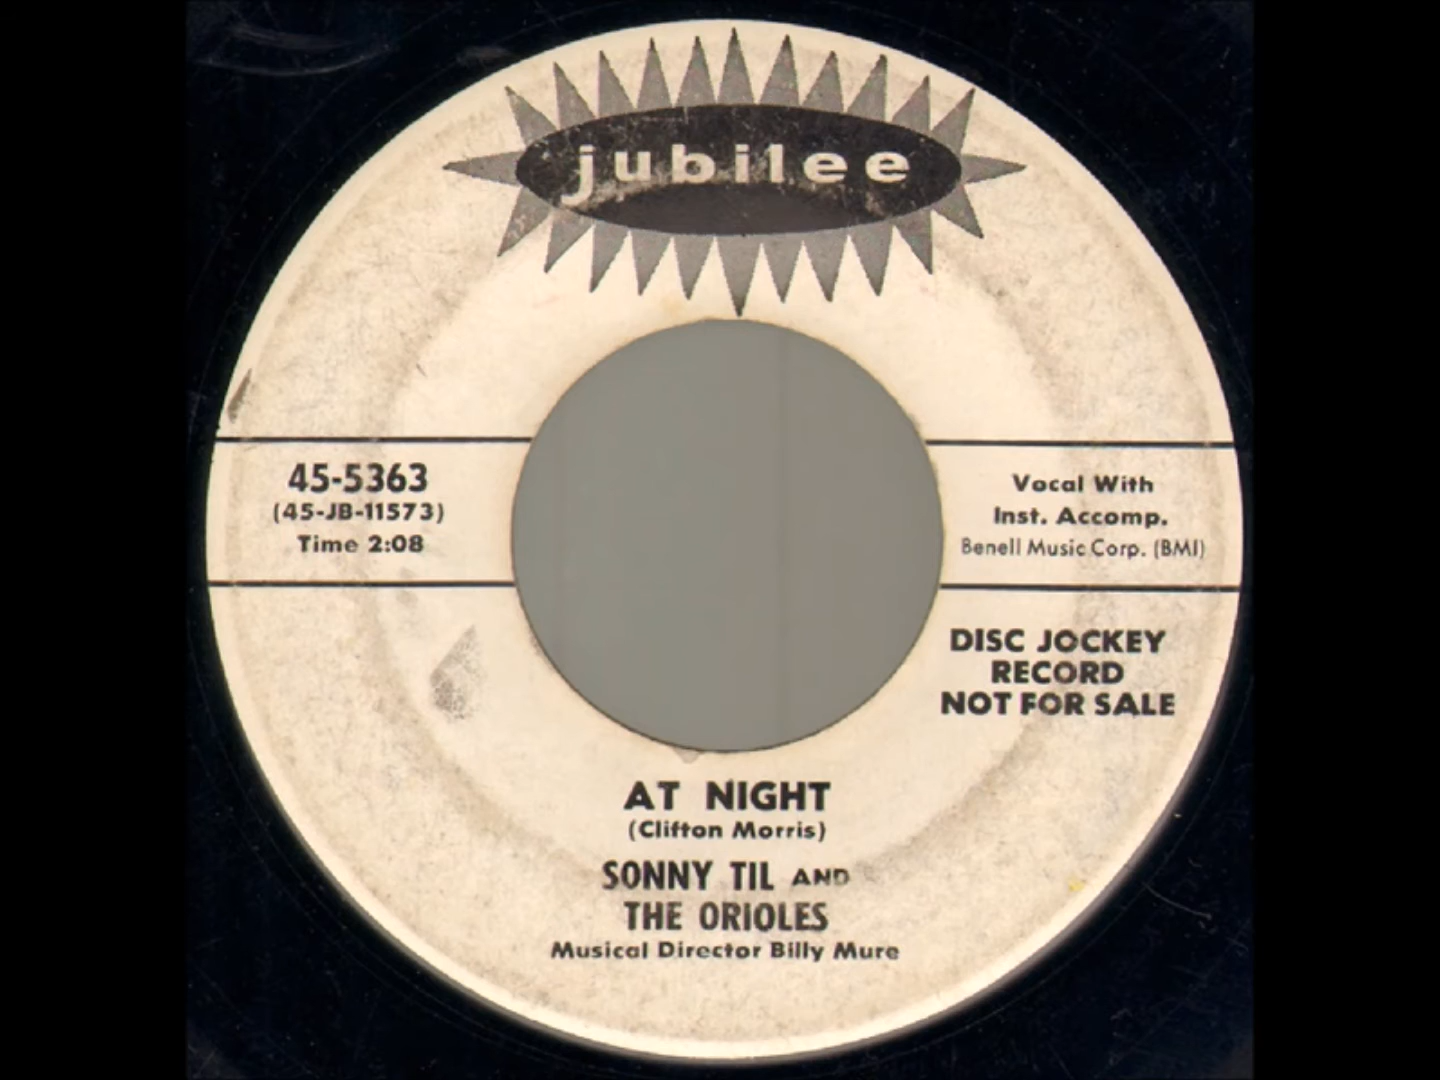 jubilee
45-5363
(45-JB-11573)
Time 2:08
Vocal With
Inst. Accomp.
Benell Music Corp. (BMI)
DISC JOCKEY
RECORD
NOT FOR SALE
AT NIGHT
(Clifton Morris)
SONNY TIL AND
THE ORIOLES
Musical Director Billy Mure